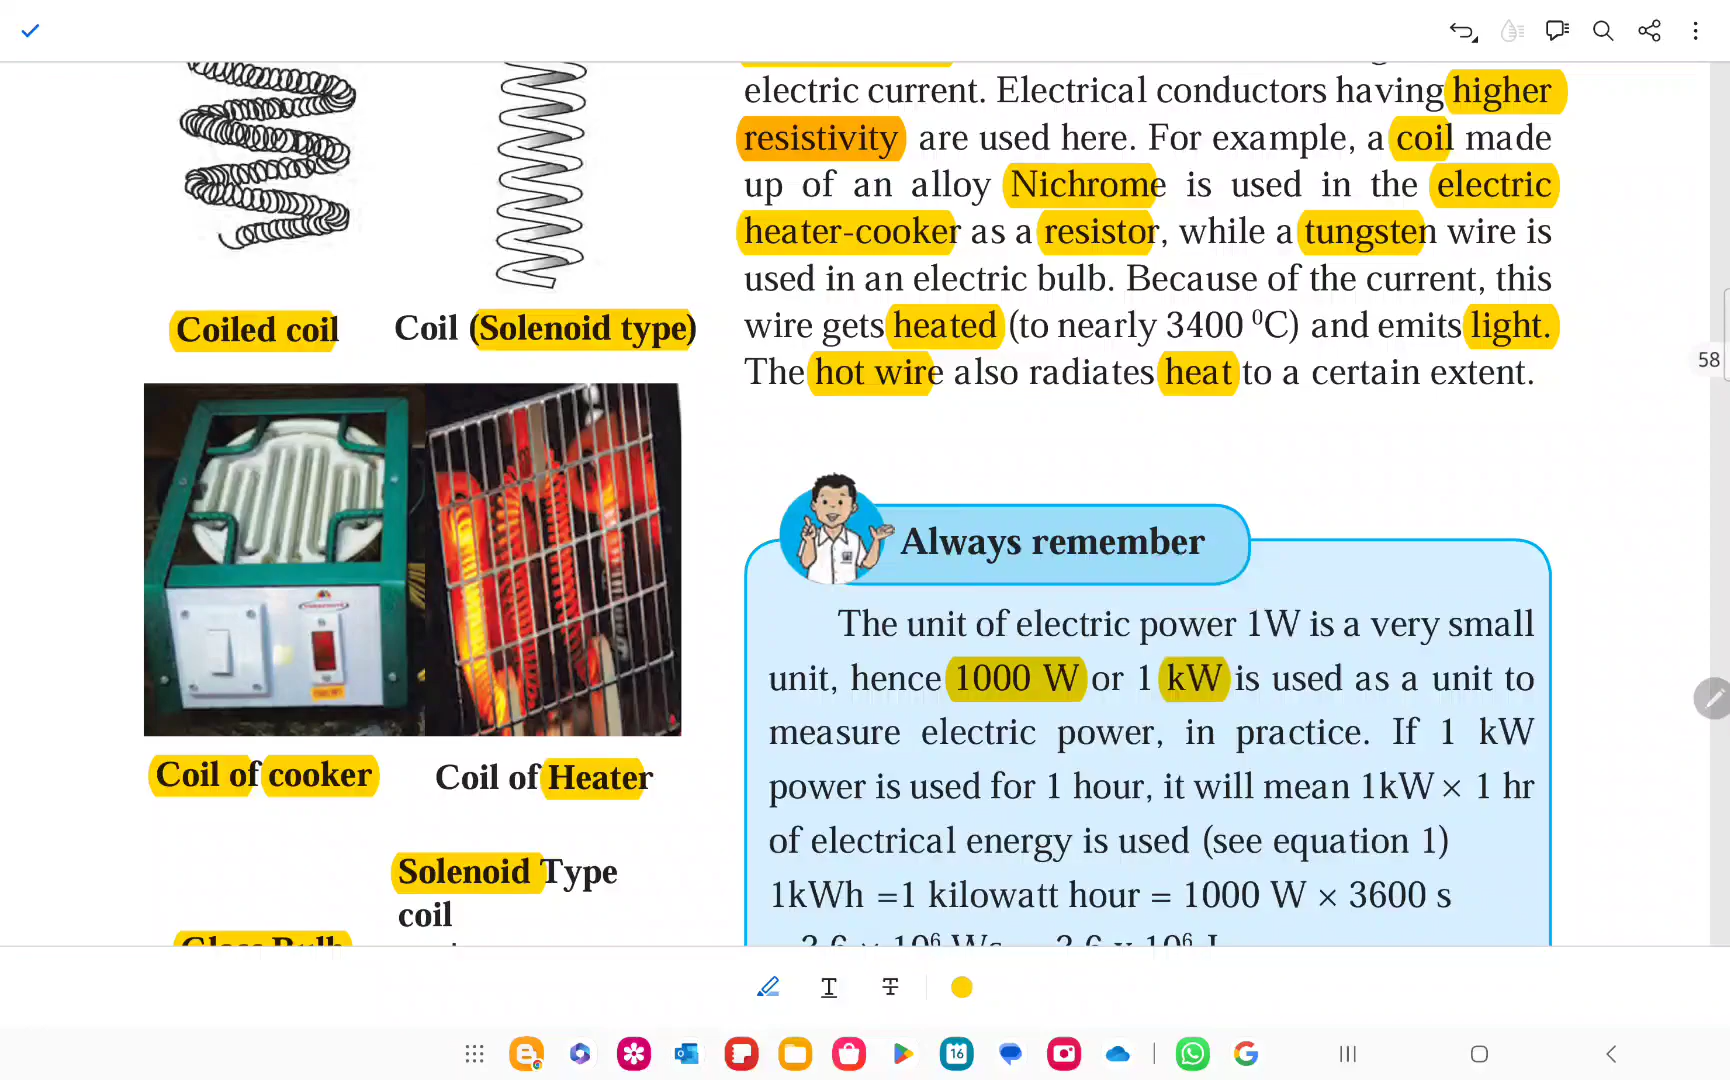 electric current. Electrical conductors having higher
resistivity are used here. For example, a coil made
up of an alloy Nichrome is used in the electric
heater-cooker as a resistor, while a tungsten wire is
used in an electric bulb. Because of the current, this
wire gets heated (to nearly 3400 ⁰C) and emits light.
The hot wire also radiates heat to a certain extent.
Coiled coil
Coil (Solenoid type)
58
Always remember
The unit of electric power 1W is a very small
unit, hence 1000 W or 1 kW is used as a unit to
measure electric power, in practice. If 1 kW
power is used for 1 hour, it will mean 1kW × 1 hr
of electrical energy is used (see equation 1)
1kWh =1 kilowatt hour = 1000 W × 3600 s
Coil of cooker
Coil of Heater
Solenoid Type
coil
Glass Bulb
T
T
16